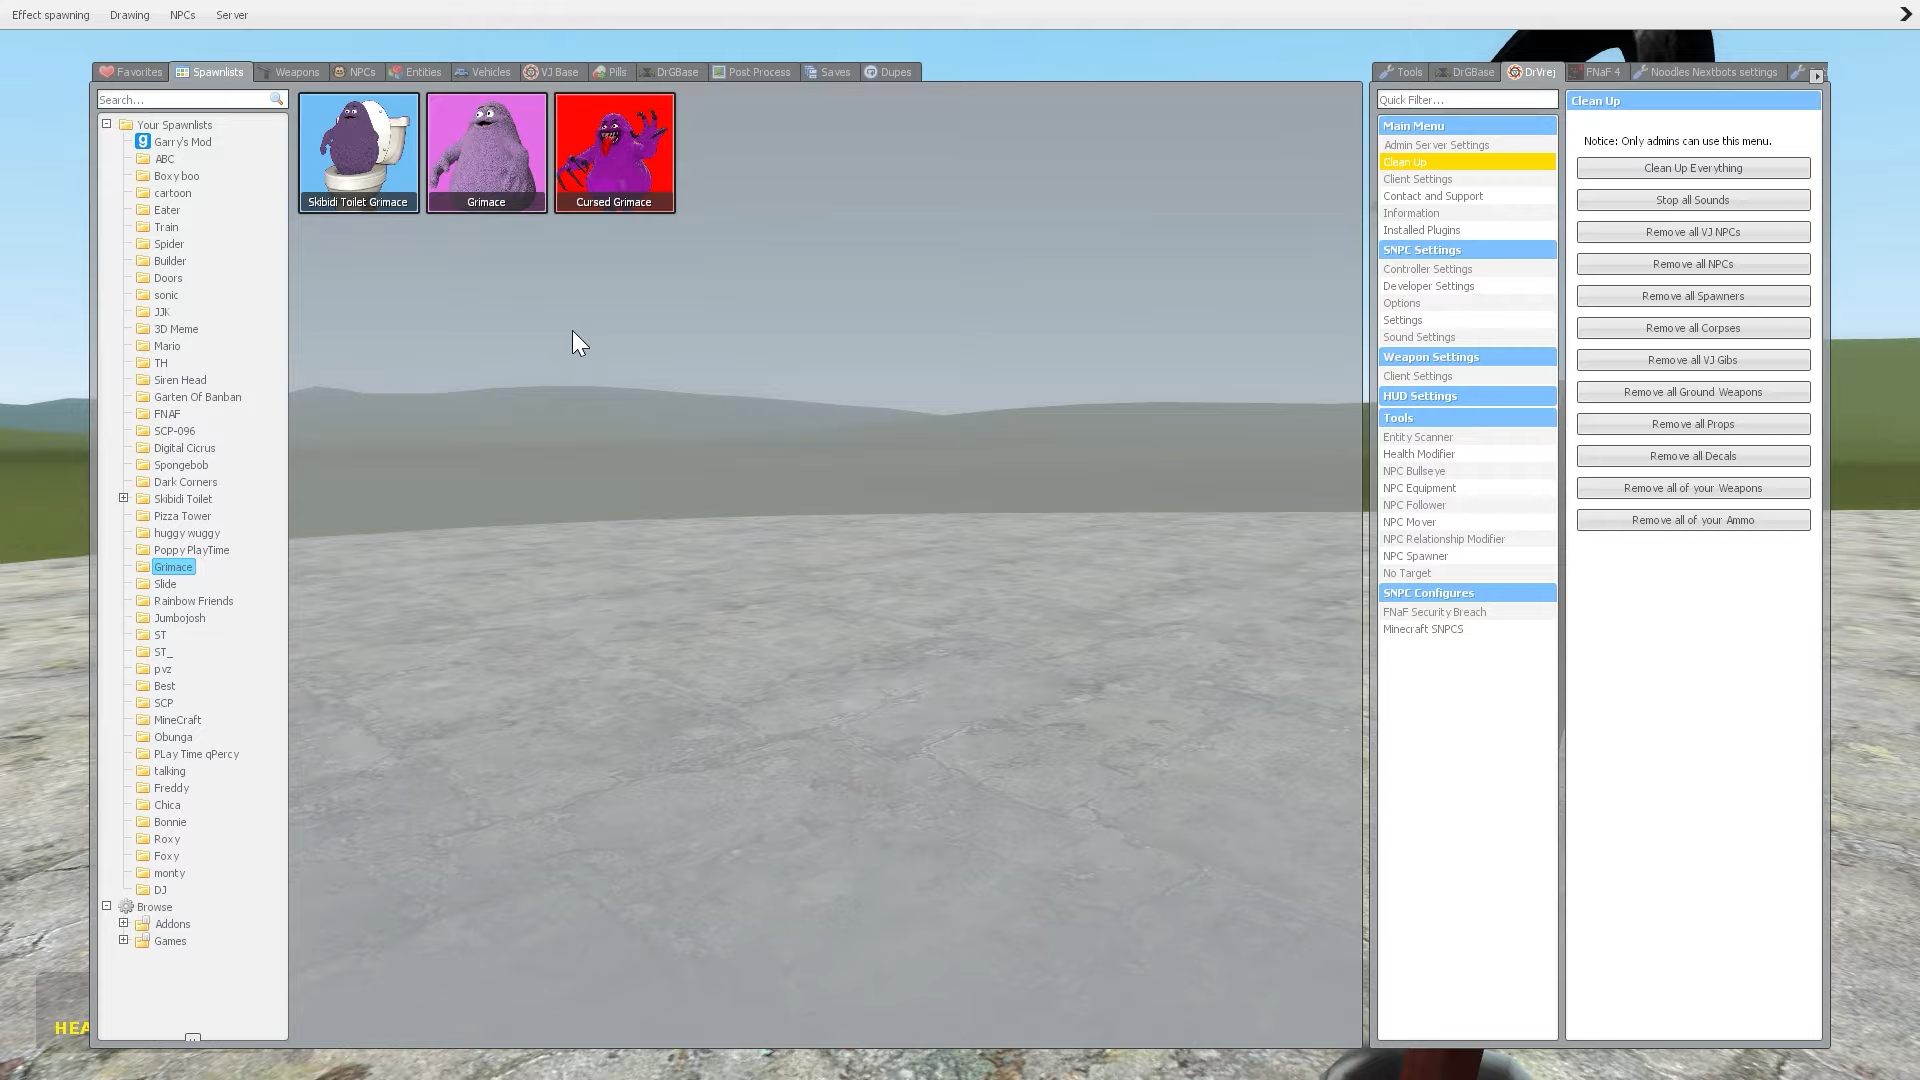 Effect spawning Drawing NPCs Server
Favorites Spawnlists Weapons NPCs Entities Vehicles VJ Base Pills DrGBase Post Process Saves Dupes
Search...
Your Spawnlists
Garry's Mod
ABC
Boxy boo
cartoon
Eater
Train
Spider
Builder
Doors
sonic
JJK
3D Meme
Mario
TH
Siren Head
Garten Of Banban
FNAF
SCP-096
Digital Cicrus
Spongebob
Dark Corners
Skibidi Toilet
Pizza Tower
huggy wuggy
Poppy PlayTime
Grimace
Slide
Rainbow Friends
Jumbojosh
ST
ST_
pvz
Best
SCP
MineCraft
Obunga
PLay Time qPercy
talking
Freddy
Chica
Bonnie
Roxy
Foxy
monty
DJ
Browse
Addons
Games
Skibidi Toilet Grimace
Grimace
Cursed Grimace
HEA
Tools DrGBase DrVrej FNaF 4 Noodles Nextbots settings
Quick Filter...
Main Menu
Admin Server Settings
Clean Up
Client Settings
Contact and Support
Information
Installed Plugins
SNPC Settings
Controller Settings
Developer Settings
Options
Settings
Sound Settings
Weapon Settings
Client Settings
HUD Settings
Tools
Entity Scanner
Health Modifier
NPC Bullseye
NPC Equipment
NPC Follower
NPC Mover
NPC Relationship Modifier
NPC Spawner
No Target
SNPC Configures
FNaF Security Breach
Minecraft SNPCS
Clean Up
Notice: Only admins can use this menu.
Clean Up Everything
Stop all Sounds
Remove all VJ NPCs
Remove all NPCs
Remove all Spawners
Remove all Corpses
Remove all VJ Gibs
Remove all Ground Weapons
Remove all Props
Remove all Decals
Remove all of your Weapons
Remove all of your Ammo